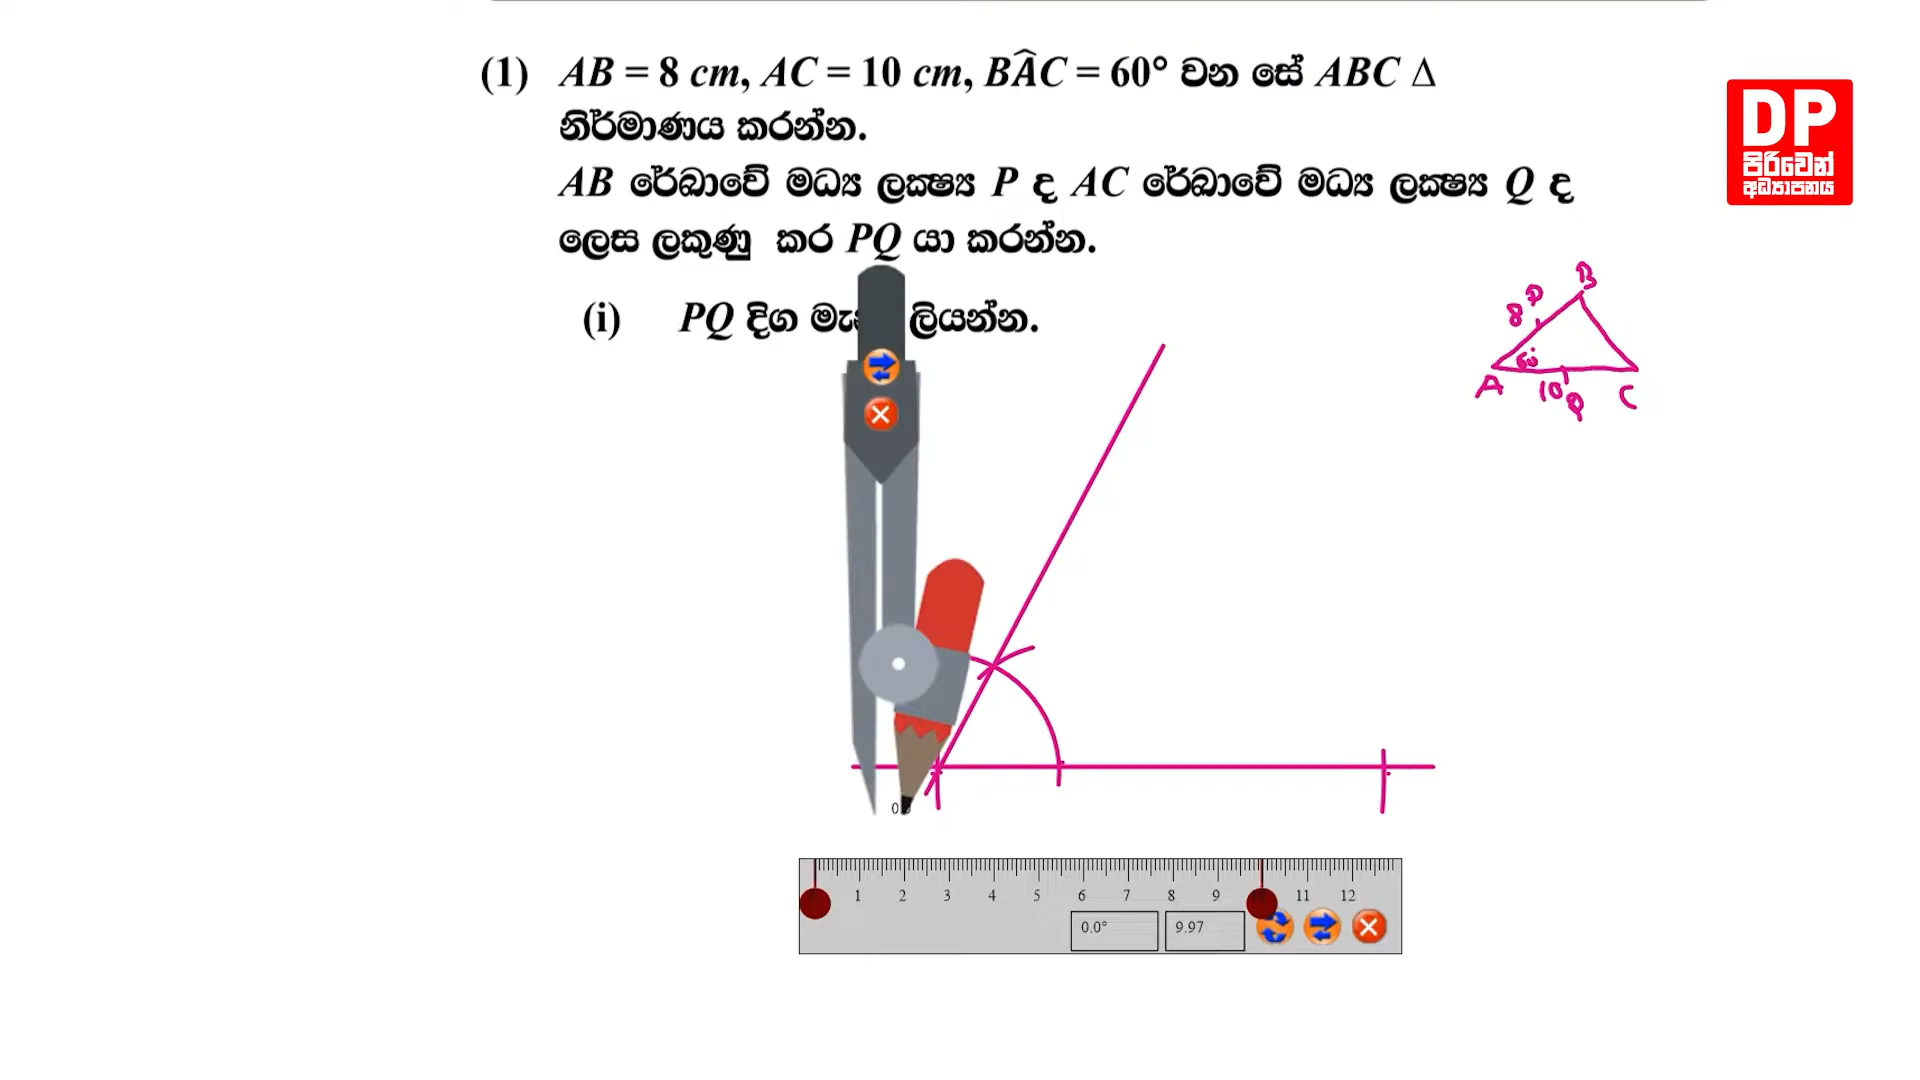 (1) AB = 8 cm, AC = 10 cm, BÂC = 60° වන සේ ABC Δ
නිර්මාණය කරන්න.
AB රේඛාවේ මධ්‍ය ලක්‍ෂ්‍ය P ද AC රේඛාවේ මධ්‍ය ලක්‍ෂ්‍ය Q ද
ලෙස ලකුණු කර PQ යා කරන්න.
(i) PQ දිග ලියන්න.
DP
පිරිවෙන්
අධ්‍යාපනය
B
P
8
60°
A
10
Q
C
1 2 3 4 5 6 7 8 9 11 12
0.0° 9.97